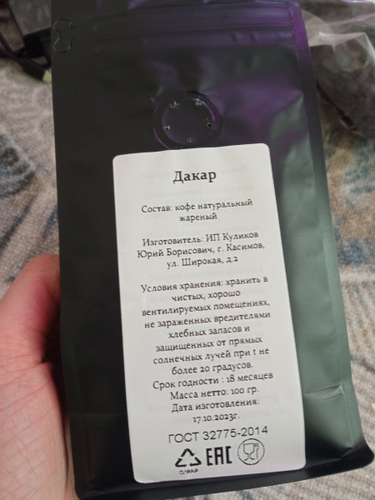 Дакар
Состав: кофе натуральный
жареный
Изготовитель: ИП Куликов
Юрий Борисович, г. Касимов,
ул. Широкая, д.2
Условия хранения: хранить в
чистых, хорошо
вентилируемых помещениях,
не зараженных вредителями
хлебных запасов и
защищенных от прямых
солнечных лучей при t не
более 20 градусов.
Срок годности : 18 месяцев
Масса нетто: 100 гр.
Дата изготовления:
17.10.2023г.
ГОСТ 32775-2014
EAC